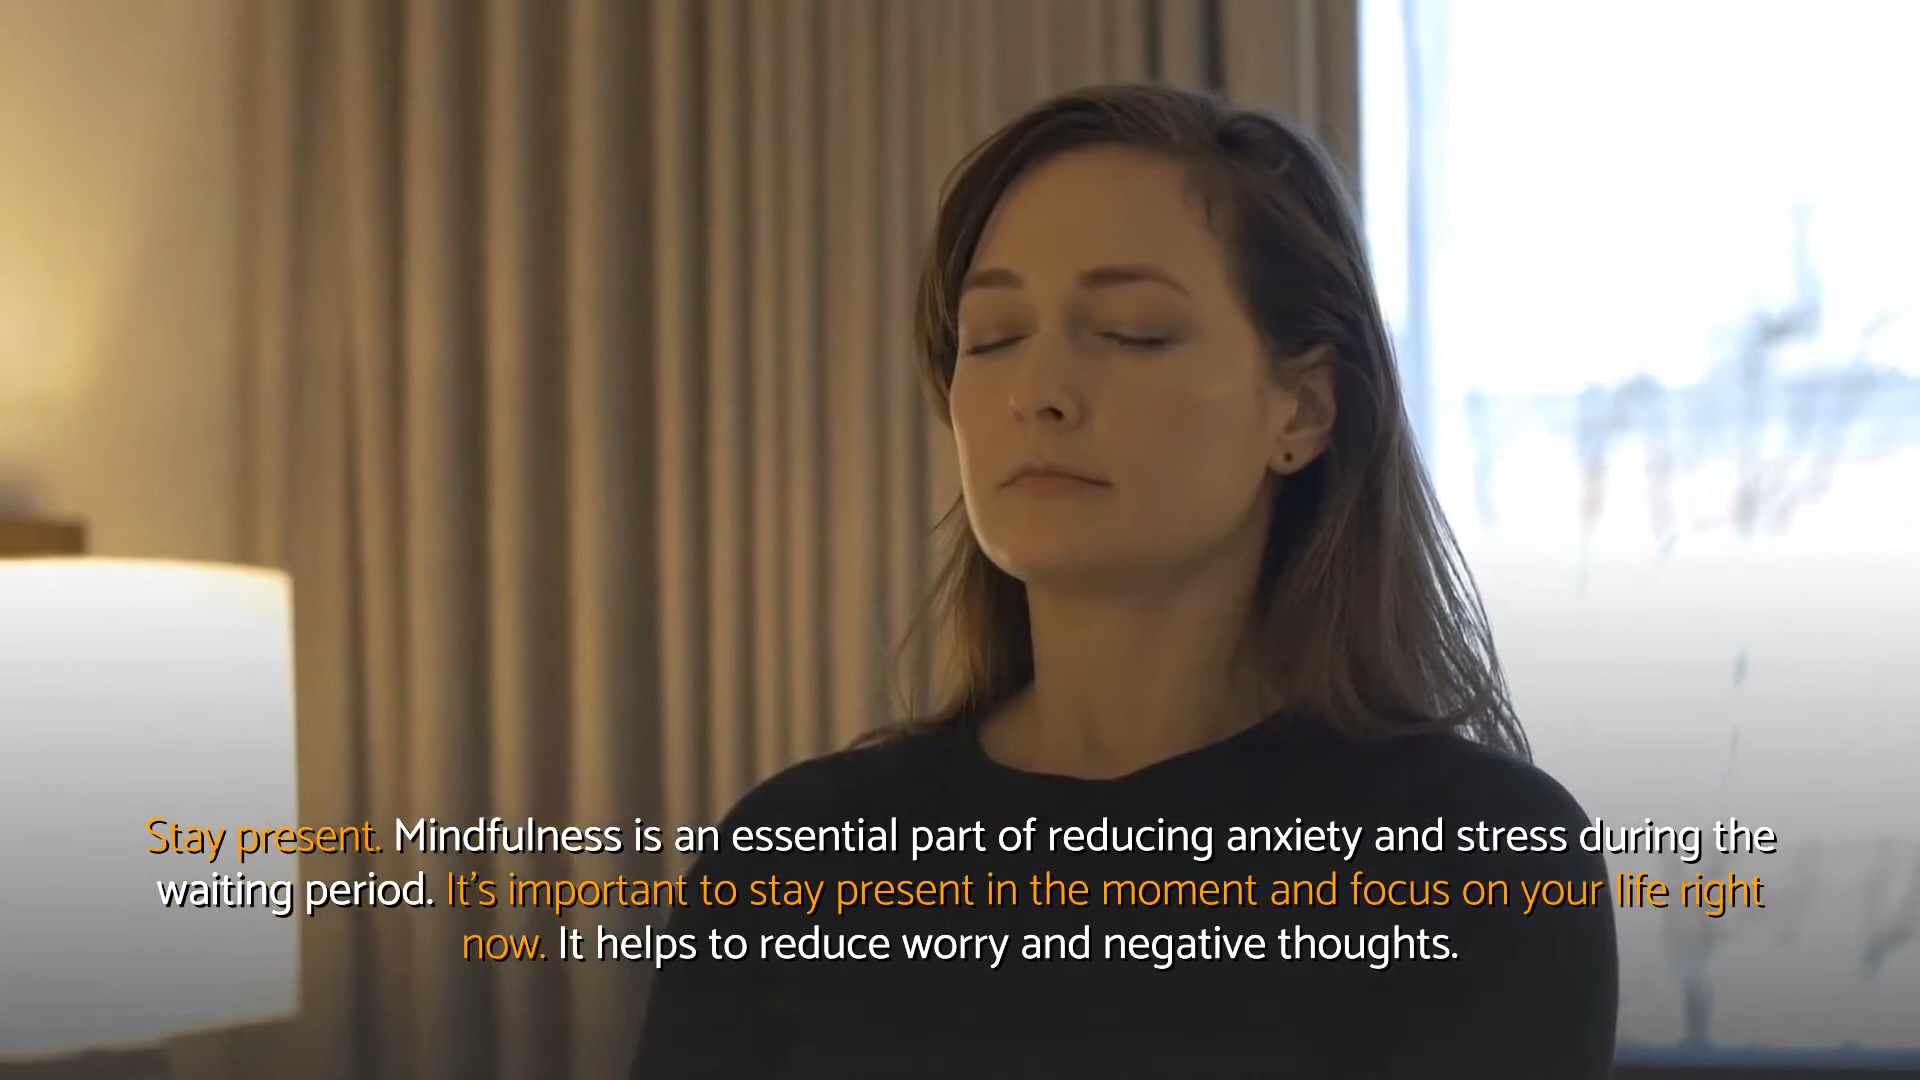 Stay present. Mindfulness is an essential part of reducing anxiety and stress during the
waiting period. It's important to stay present in the moment and focus on your life right
now. It helps to reduce worry and negative thoughts.